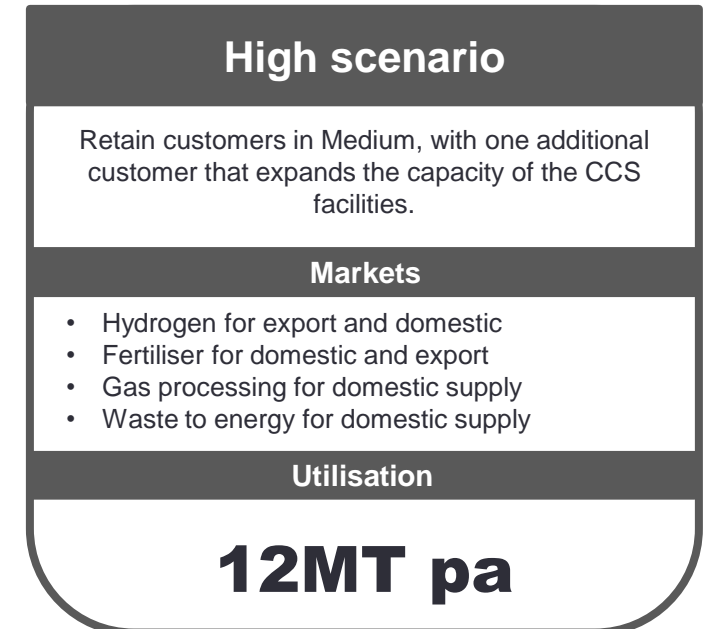 High scenario
Retain customers in Medium, with one additional
customer that expands the capacity of the CCS
facilities.
Markets
• Hydrogen for export and domestic
• Fertiliser for domestic and export
• Gas processing for domestic supply
• Waste to energy for domestic supply
Utilisation
12MT pa